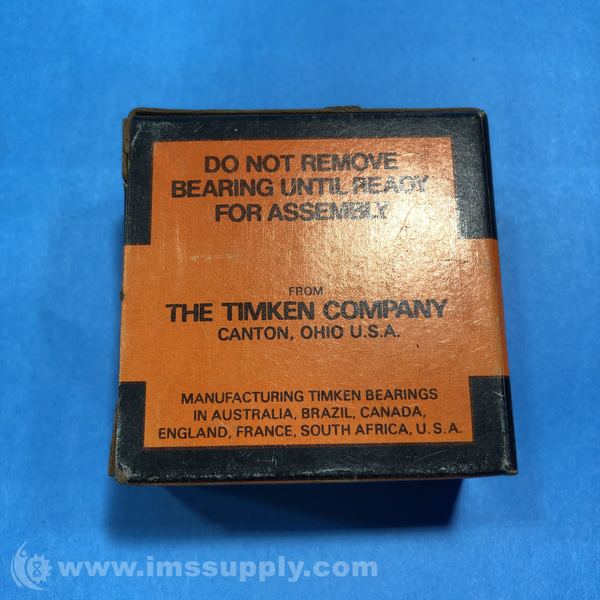 DO NOT REMOVE
BEARING UNTIL READY
FOR ASSEMBLY
FROM
THE TIMKEN COMPANY
CANTON, OHIO U.S.A.
MANUFACTURING TIMKEN BEARINGS
IN AUSTRALIA, BRAZIL, CANADA,
ENGLAND, FRANCE, SOUTH AFRICA, U.S.A.
www.imssupply.com